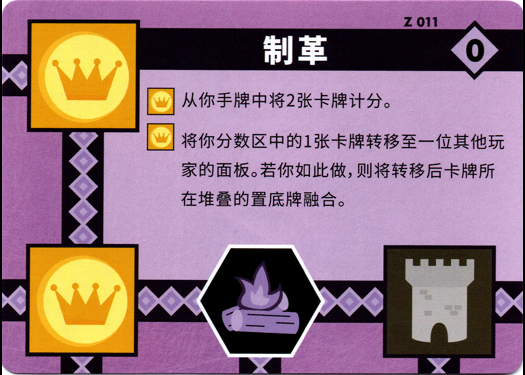 Z 011
制革
0
从你手牌中将2张卡牌计分。
将你分数区中的1张卡牌转移至一位其他玩
家的面板。若你如此做,则将转移后卡牌所
在堆叠的置底牌融合。